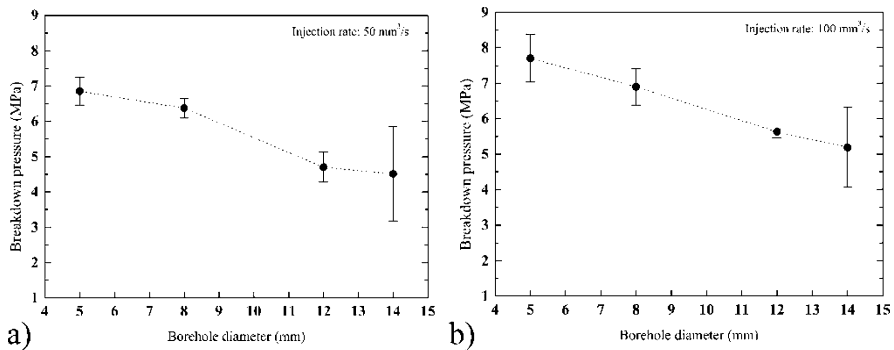 Injection rate: 50 mm³/s
Breakdown pressure (MPa)
9
8
7
6
5
4
3
2
1
4 5 6 7 8 9 10 11 12 13 14 15
Borehole diameter (mm)
a)
Injection rate: 100 mm³/s
Breakdown pressure (MPa)
9
8
7
6
5
4
3
2
1
4 5 6 7 8 9 10 11 12 13 14 15
Borehole diameter (mm)
b)